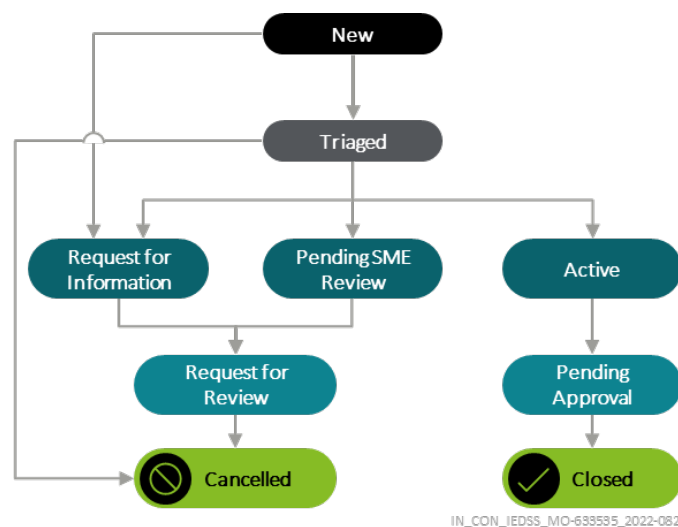 New
Triaged
Request for
Information
Pending SME
Review
Active
Request for
Review
Pending
Approval
Cancelled
Closed
IN_CON_IEDSS_MO-633535_2022-082